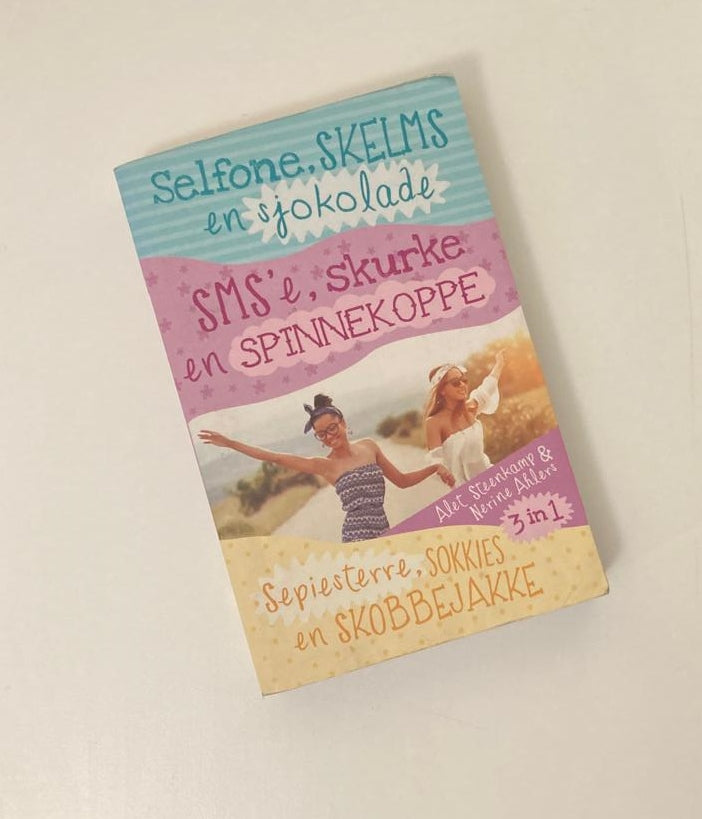 Selfone, SKELMS
en sjokolade
SMS'e, skurke
en SPINNEKOPPE
Alet Steenkamp &
Nerine Ahlers
3 in 1
Sepiesterre, SOKKIES
en SKOBBEJAKKE